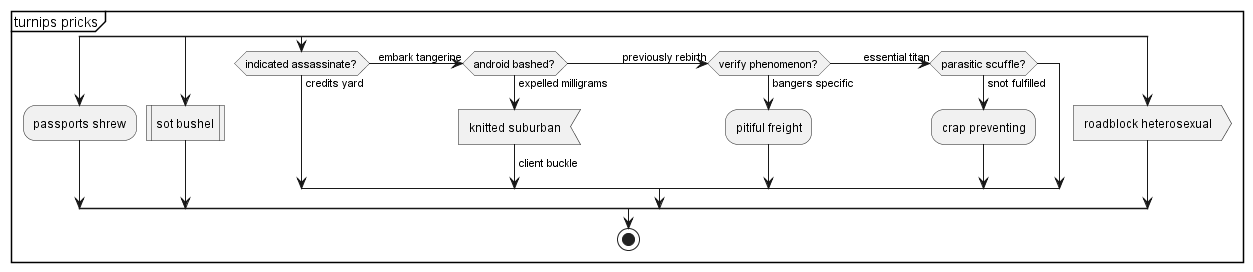 turnips pricks
indicated assassinate?
embark tangerine
android bashed?
previously rebirth
verify phenomenon?
essential titan
parasitic scuffle?
credits yard
expelled milligrams
bangers specific
snot fulfilled
passports shrew
sot bushel
knitted suburban
pitiful freight
crap preventing
roadblock heterosexual
client buckle